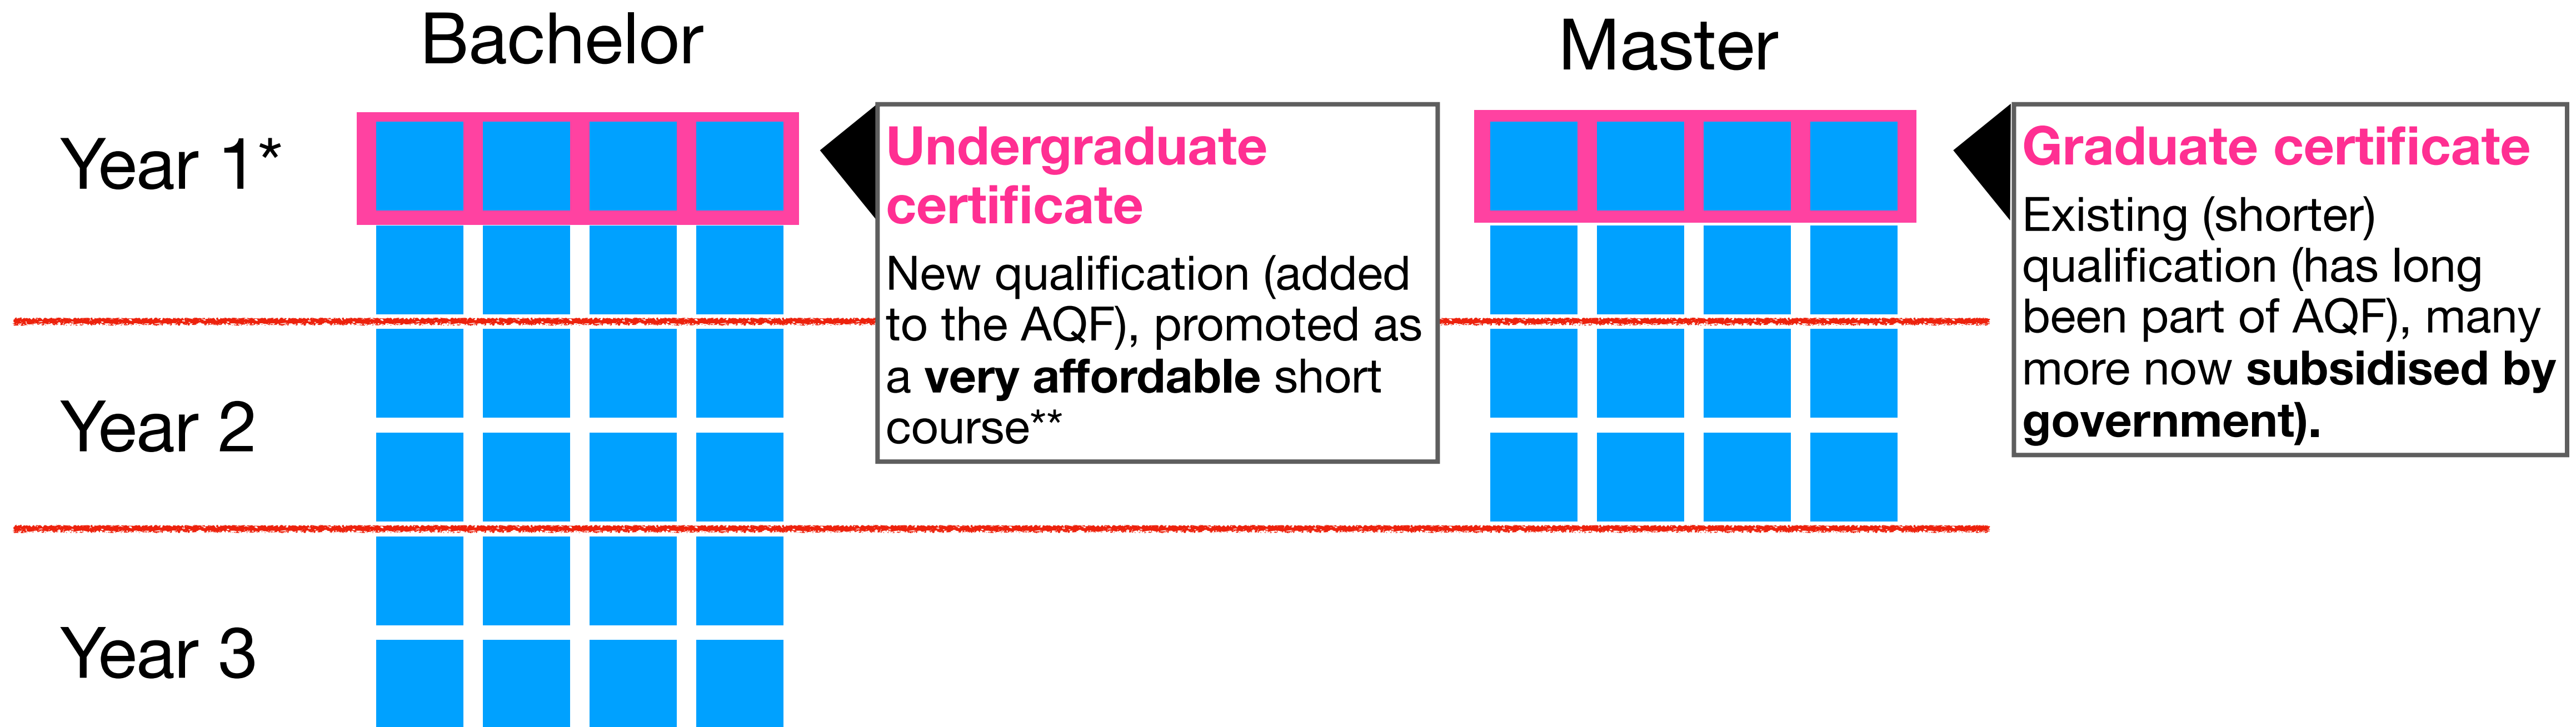 Bachelor
Master
Year 1*
Undergraduate
certificate
New qualification (added
to the AQF), promoted as
a very affordable short
course**
Graduate certificate
Existing (shorter)
qualification (has long
been part of AQF), many
more now subsidised by
government).
Year 2
Year 3